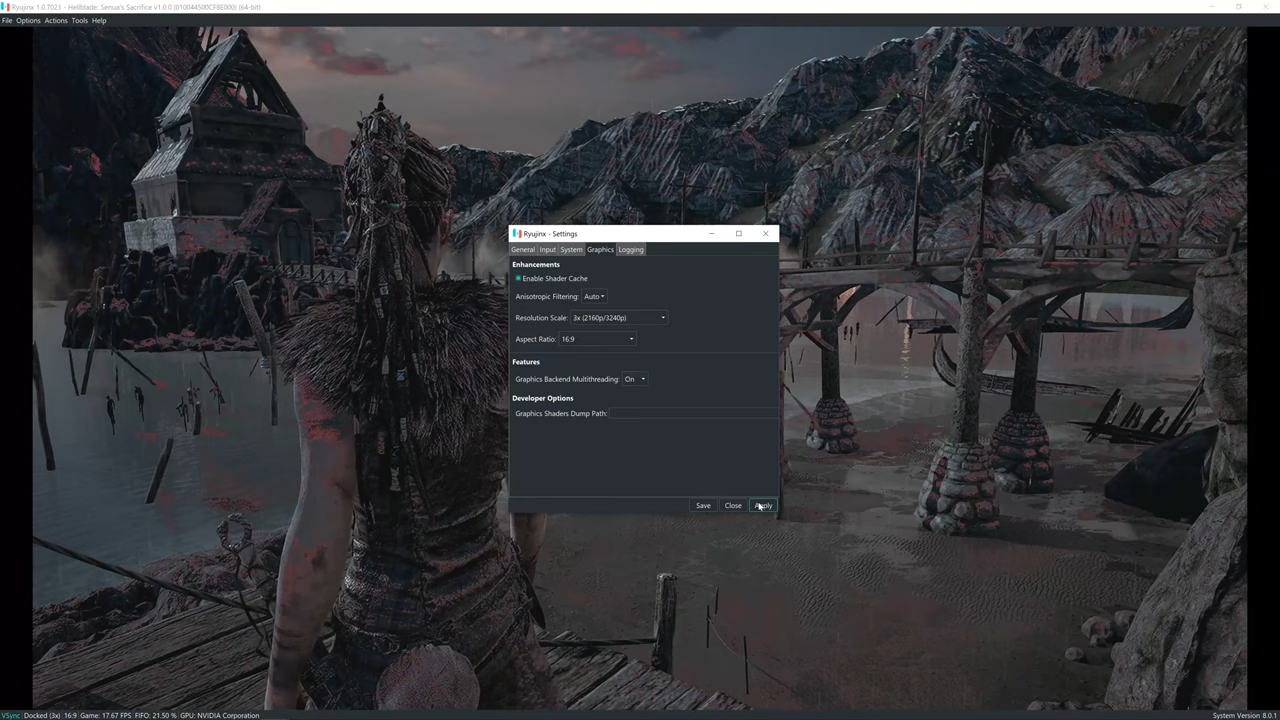 Ryujinx 1.0.7023 - Hellblade: Senua's Sacrifice v1.0.0 (010044500CF8E000) (64-bit)
File Options Actions Tools Help
Ryujinx - Settings
General Input System Graphics Logging
Enhancements
Enable Shader Cache
Anisotropic Filtering: Auto
Resolution Scale: 3x (2160p/3240p)
Aspect Ratio: 16:9
Features
Graphics Backend Multithreading: On
Developer Options
Graphics Shaders Dump Path:
Save Close Apply
VSync Docked (3x) 16:9 Game: 17.67 FPS FIFO: 21.50 % GPU: NVIDIA Corporation System Version 8.0.1